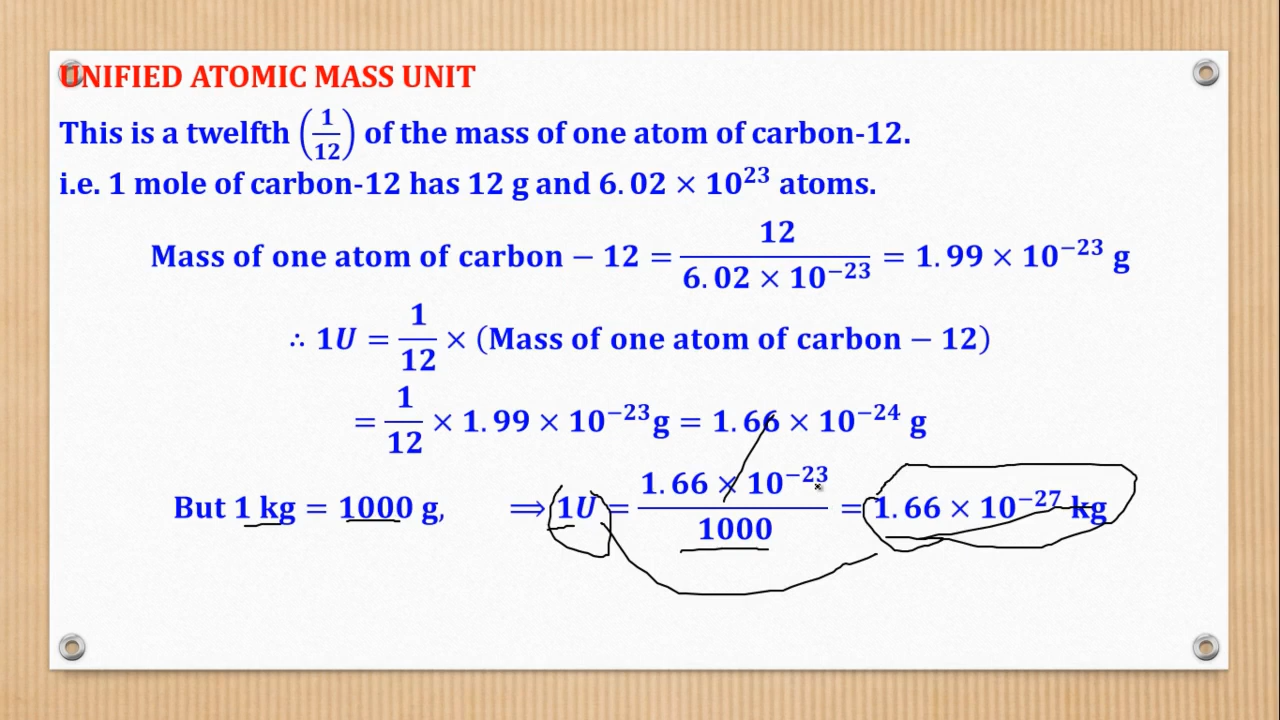 UNIFIED ATOMIC MASS UNIT
This is a twelfth (1/12) of the mass of one atom of carbon-12.
i.e. 1 mole of carbon-12 has 12 g and 6.02 × 10²³ atoms.
Mass of one atom of carbon − 12 = 12/(6.02 × 10⁻²³) = 1.99 × 10⁻²³ g
∴ 1U = 1/12 × (Mass of one atom of carbon − 12)
= 1/12 × 1.99 × 10⁻²³g = 1.66 × 10⁻²⁴ g
But 1 kg = 1000 g, ⟹ 1U = (1.66 × 10⁻²³)/1000 = 1.66 × 10⁻²⁷ kg